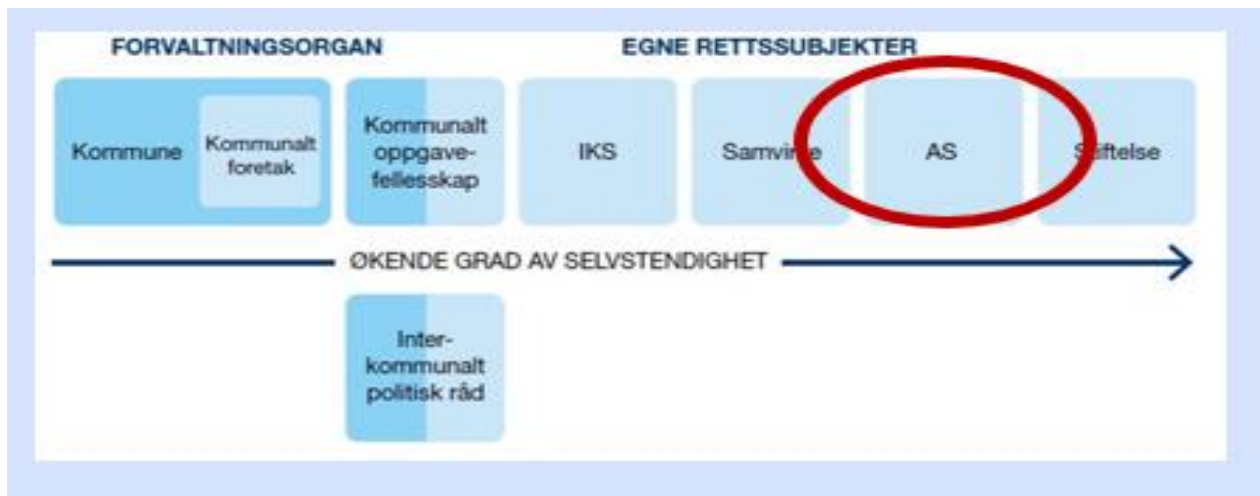 FORVALTNINGSORGAN
EGNE RETTSSUBJEKTER
Kommune
Kommunalt
foretak
Kommunalt
oppgave-
fellesskap
IKS
Samvirke
AS
Stiftelse
ØKENDE GRAD AV SELVSTENDIGHET
Inter-
kommunalt
politisk råd